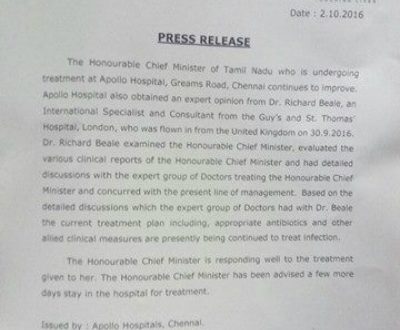 Date : 2.10.2016
PRESS RELEASE
The Honourable Chief Minister of Tamil Nadu who is undergoing
treatment at Apollo Hospital, Greams Road, Chennai continues to improve.
Apollo Hospital also obtained an expert opinion from Dr. Richard Beale, an
International Specialist and Consultant from the Guy's and St. Thomas'
Hospital, London, who was flown in from the United Kingdom on 30.9.2016.
Dr. Richard Beale examined the Honourable Chief Minister, evaluated the
various clinical reports of the Honourable Chief Minister and had detailed
discussions with the expert group of Doctors treating the Honourable Chief
Minister and concurred with the present line of management. Based on the
detailed discussions which the expert group of Doctors had with Dr. Beale
the current treatment plan including, appropriate antibiotics and other
allied clinical measures are presently being continued to treat infection.
The Honourable Chief Minister is responding well to the treatment
given to her. The Honourable Chief Minister has been advised a few more
days stay in the hospital for treatment.
Issued by : Apollo Hospitals, Chennai.